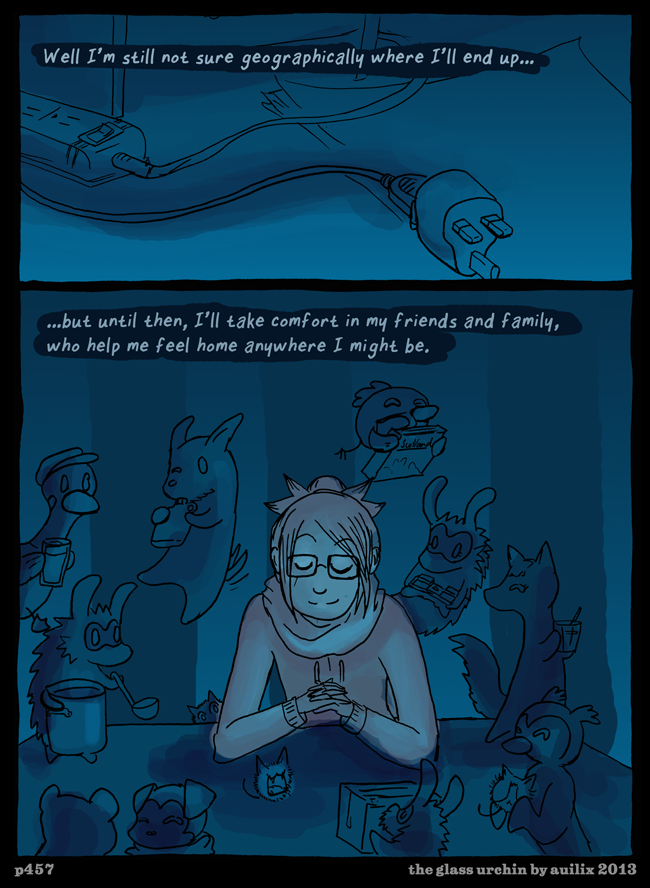 Well I'm still not sure geographically where I'll end up...
...but until then, I'll take comfort in my friends and family,
who help me feel home anywhere I might be.
p457
the glass urchin by auilix 2013